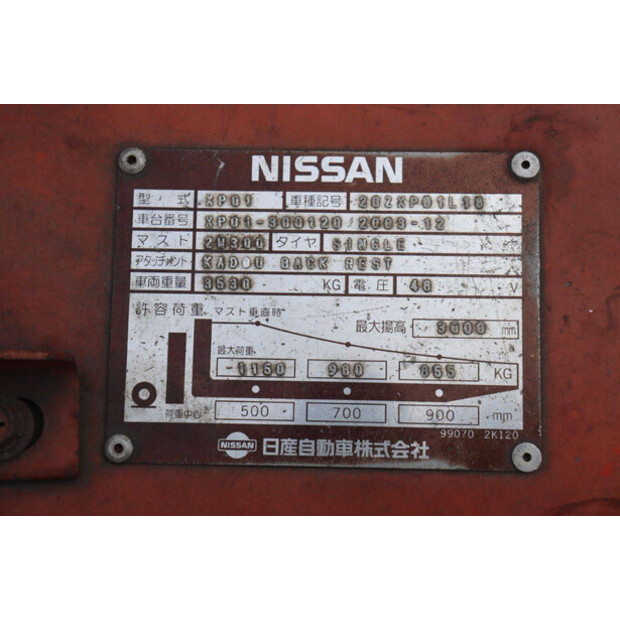 NISSAN
型 式 XP01 車種記号 20ZXP01L10
車台番号 XP01-300120 2003-12
マスト 2M300 タイヤ SINGLE
アタッチメント KADOU BACK REST
車両重量 3530 KG 電圧 48 V
許容荷重 マスト垂直時
最大揚高 3000 mm
最大荷重 1150 980 855 KG
荷重中心 500 700 900 mm
99070 2K120
NISSAN 日産自動車株式会社